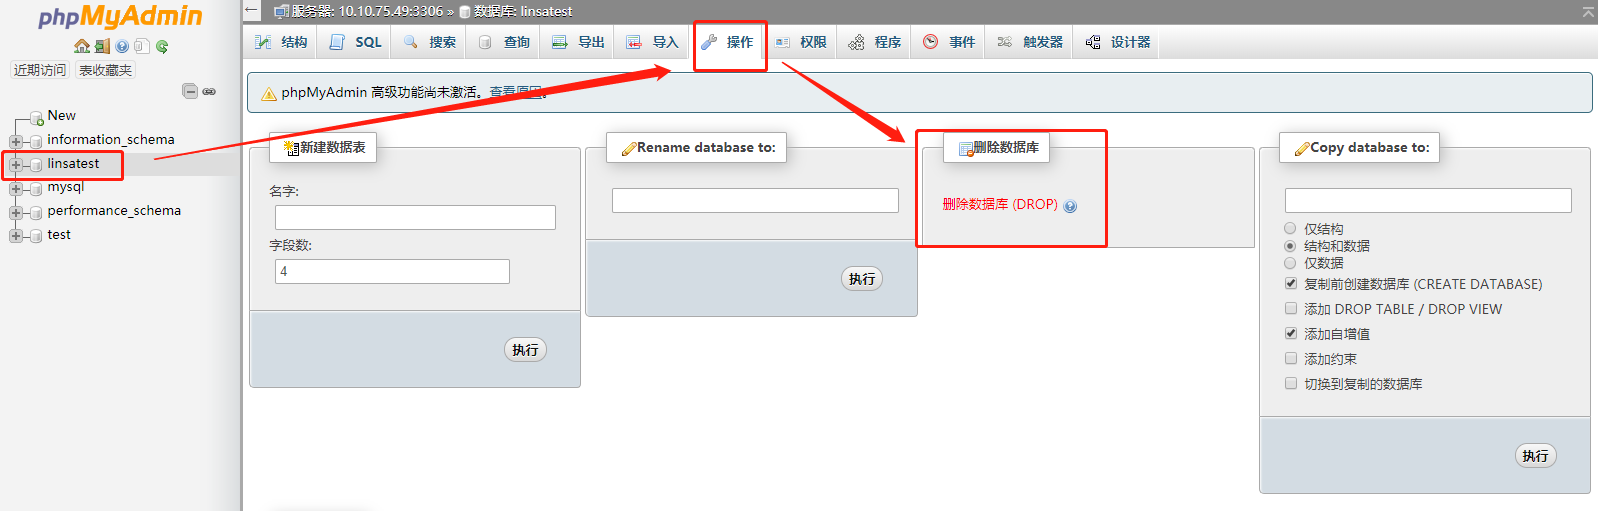 phpMyAdmin
近期访问 表收藏夹
New
information_schema
linsatest
mysql
performance_schema
test
服务器: 10.10.75.49:3306 » 数据库: linsatest
结构 SQL 搜索 查询 导出 导入 操作 权限 程序 事件 触发器 设计器
phpMyAdmin 高级功能尚未激活。查看原因。
新建数据表
名字:
字段数:
4
执行
Rename database to:
执行
删除数据库
删除数据库 (DROP)
Copy database to:
仅结构
结构和数据
仅数据
复制前创建数据库 (CREATE DATABASE)
添加 DROP TABLE / DROP VIEW
添加自增值
添加约束
切换到复制的数据库
执行